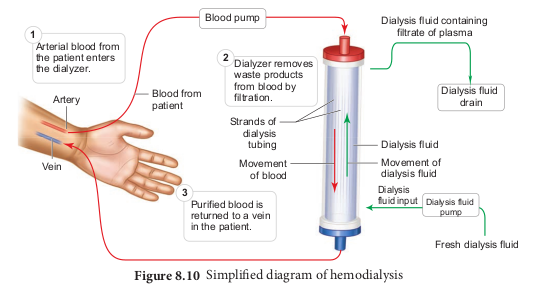 Blood pump
1
Arterial blood from
the patient enters
the dialyzer.
Artery
Vein
Blood from
patient
2
Dialyzer removes
waste products
from blood by
filtration.
Strands of
dialysis
tubing
Movement
of blood
3
Purified blood is
returned to a vein
in the patient.
Dialysis fluid containing
filtrate of plasma
Dialysis fluid
drain
Dialysis fluid
Movement of
dialysis fluid
Dialysis
fluid input
Dialysis fluid
pump
Fresh dialysis fluid
Figure 8.10 Simplified diagram of hemodialysis